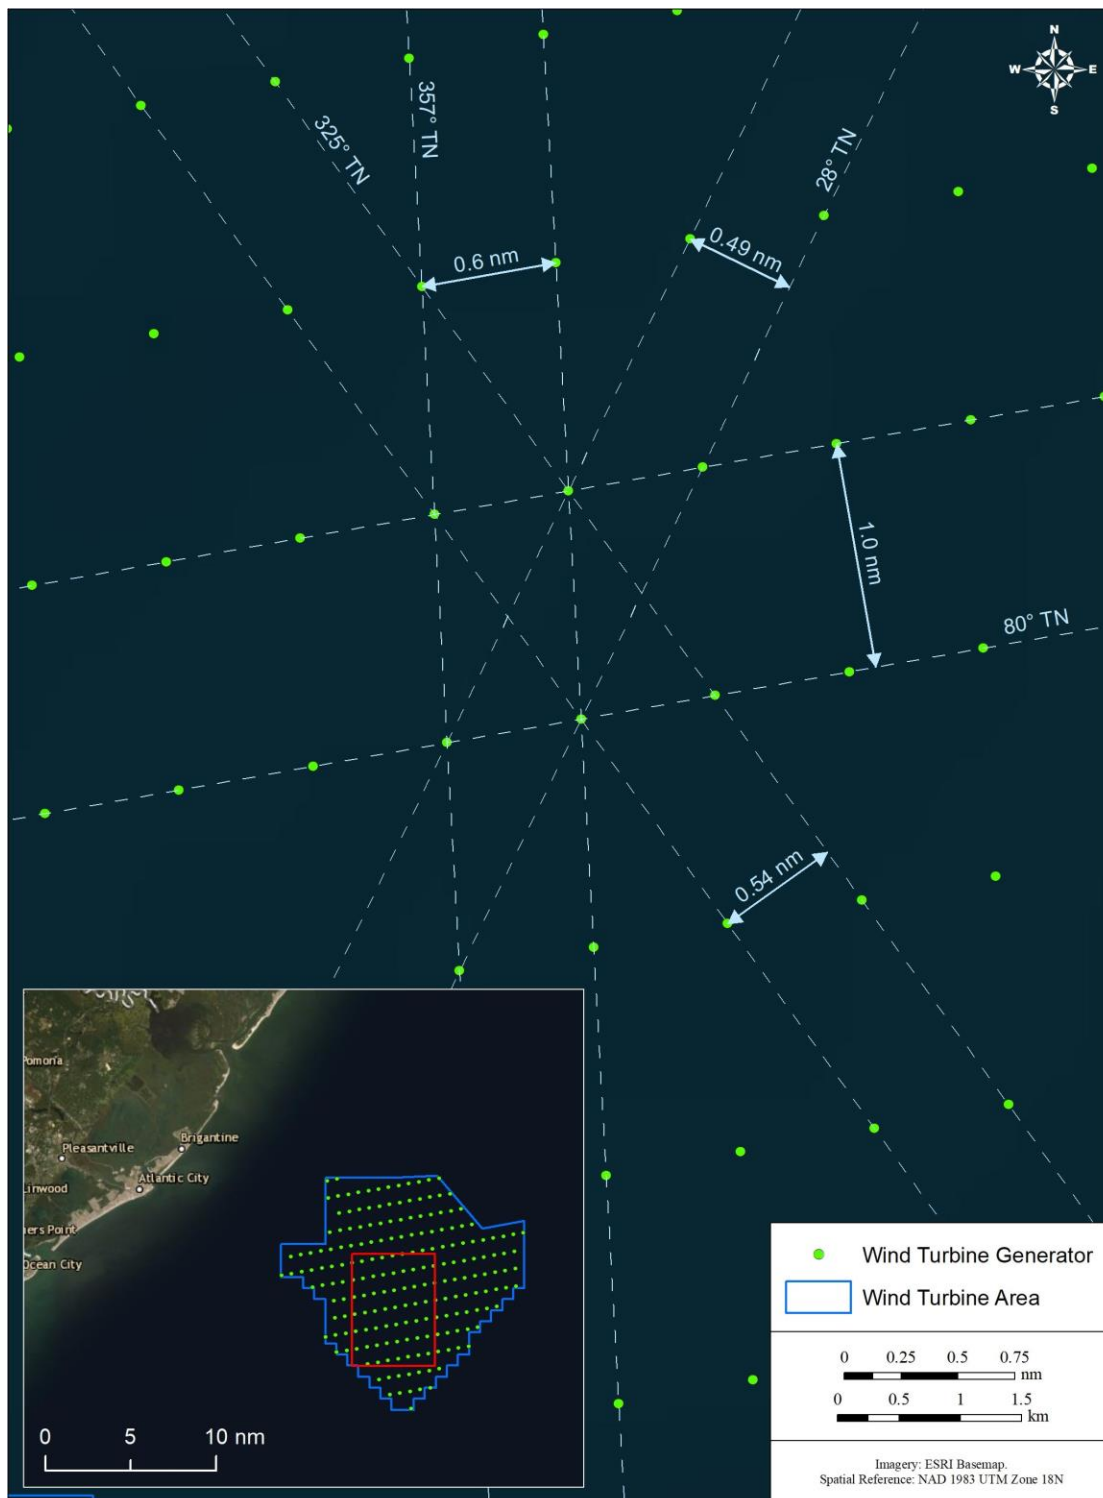 N
W E
S
325° TN
357° TN
28° TN
0.6 nm
0.49 nm
1.0 nm
80° TN
0.54 nm
Pomona
Pleasantville
Brigantine
Atlantic City
Linwood
ers Point
Ocean City
0 5 10 nm
Wind Turbine Generator
Wind Turbine Area
0 0.25 0.5 0.75
nm
0 0.5 1 1.5
km
Imagery: ESRI Basemap.
Spatial Reference: NAD 1983 UTM Zone 18N